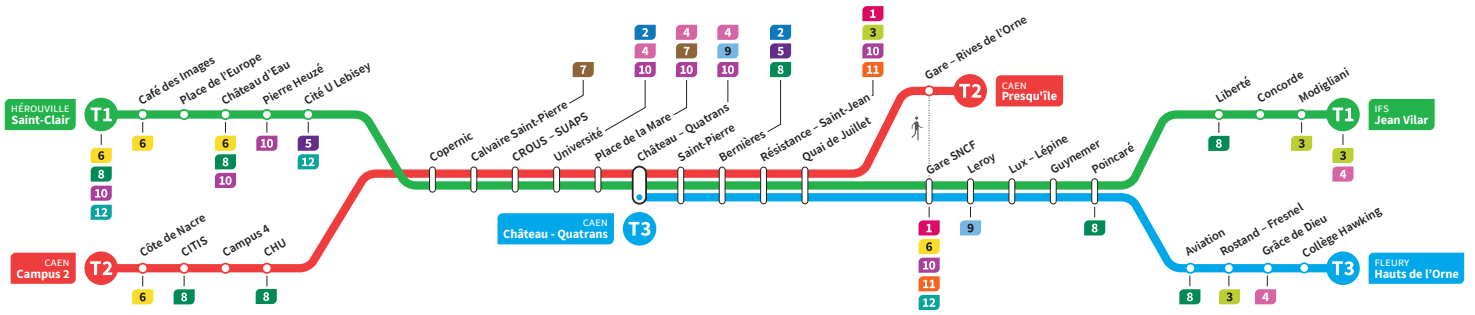 HÉROUVILLE
Saint-Clair
T1
6
8
10
12
Café des Images
6
Place de l'Europe
Château d'Eau
6
8
10
Pierre Heuzé
10
Cité U Lebisey
5
12
CAEN
Campus 2
T2
Côte de Nacre
6
CITIS
8
Campus 4
CHU
8
Copernic
Calvaire Saint-Pierre
7
CROUS – SUAPS
Université
2
4
10
Place de la Mare
4
7
10
Château – Quatrans
4
9
10
CAEN
Château - Quatrans
T3
Saint-Pierre
Bernières
2
5
8
Résistance – Saint-Jean
1
3
10
11
Quai de Juillet
Gare – Rives de l'Orne
T2
CAEN
Presqu'île
Gare SNCF
1
6
10
11
12
Leroy
9
Lux – Lépine
Guynemer
Poincaré
8
Liberté
8
Concorde
Modigliani
3
T1
3
4
IFS
Jean Vilar
Aviation
8
Rostand – Fresnel
3
Grâce de Dieu
4
Collège Hawking
T3
FLEURY
Hauts de l'Orne